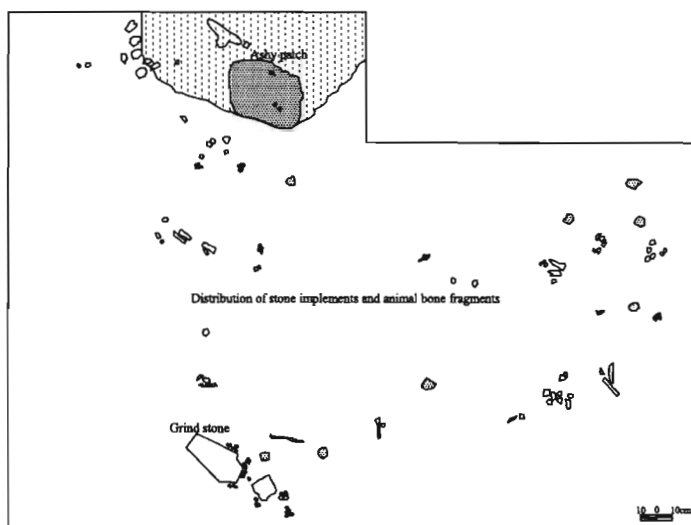 Ashy patch
Distribution of stone implements and animal bone fragments
Grind stone
10 0 10cm